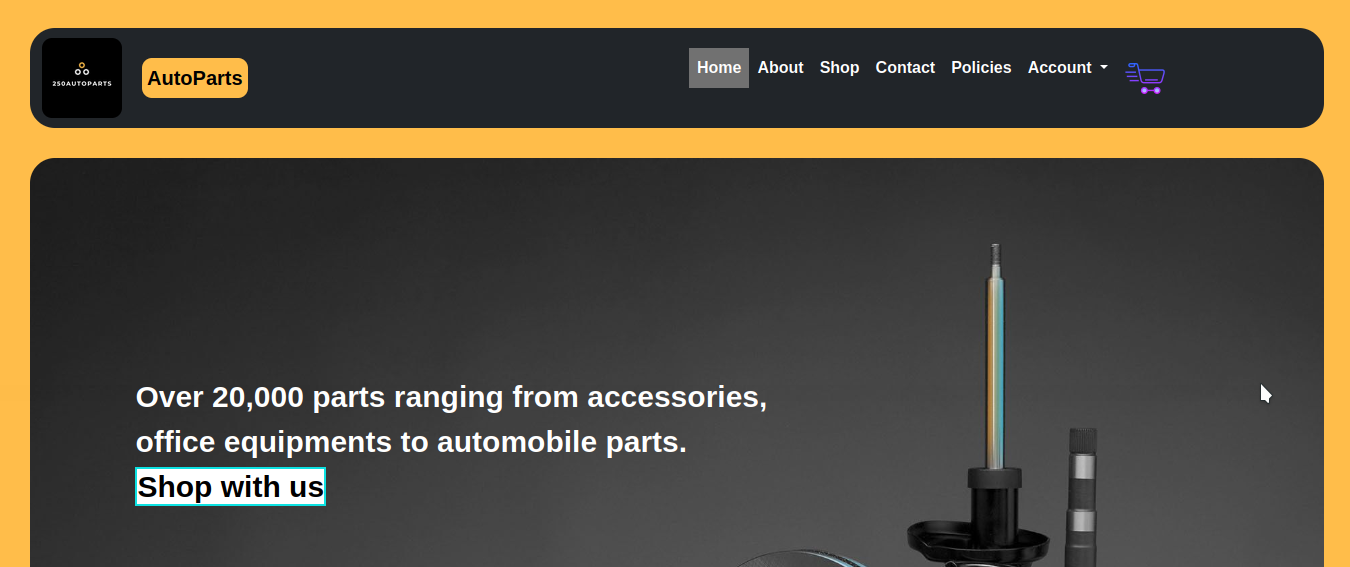 250AUTOPARTS
AutoParts
Home About Shop Contact Policies Account
Over 20,000 parts ranging from accessories,
office equipments to automobile parts.
Shop with us